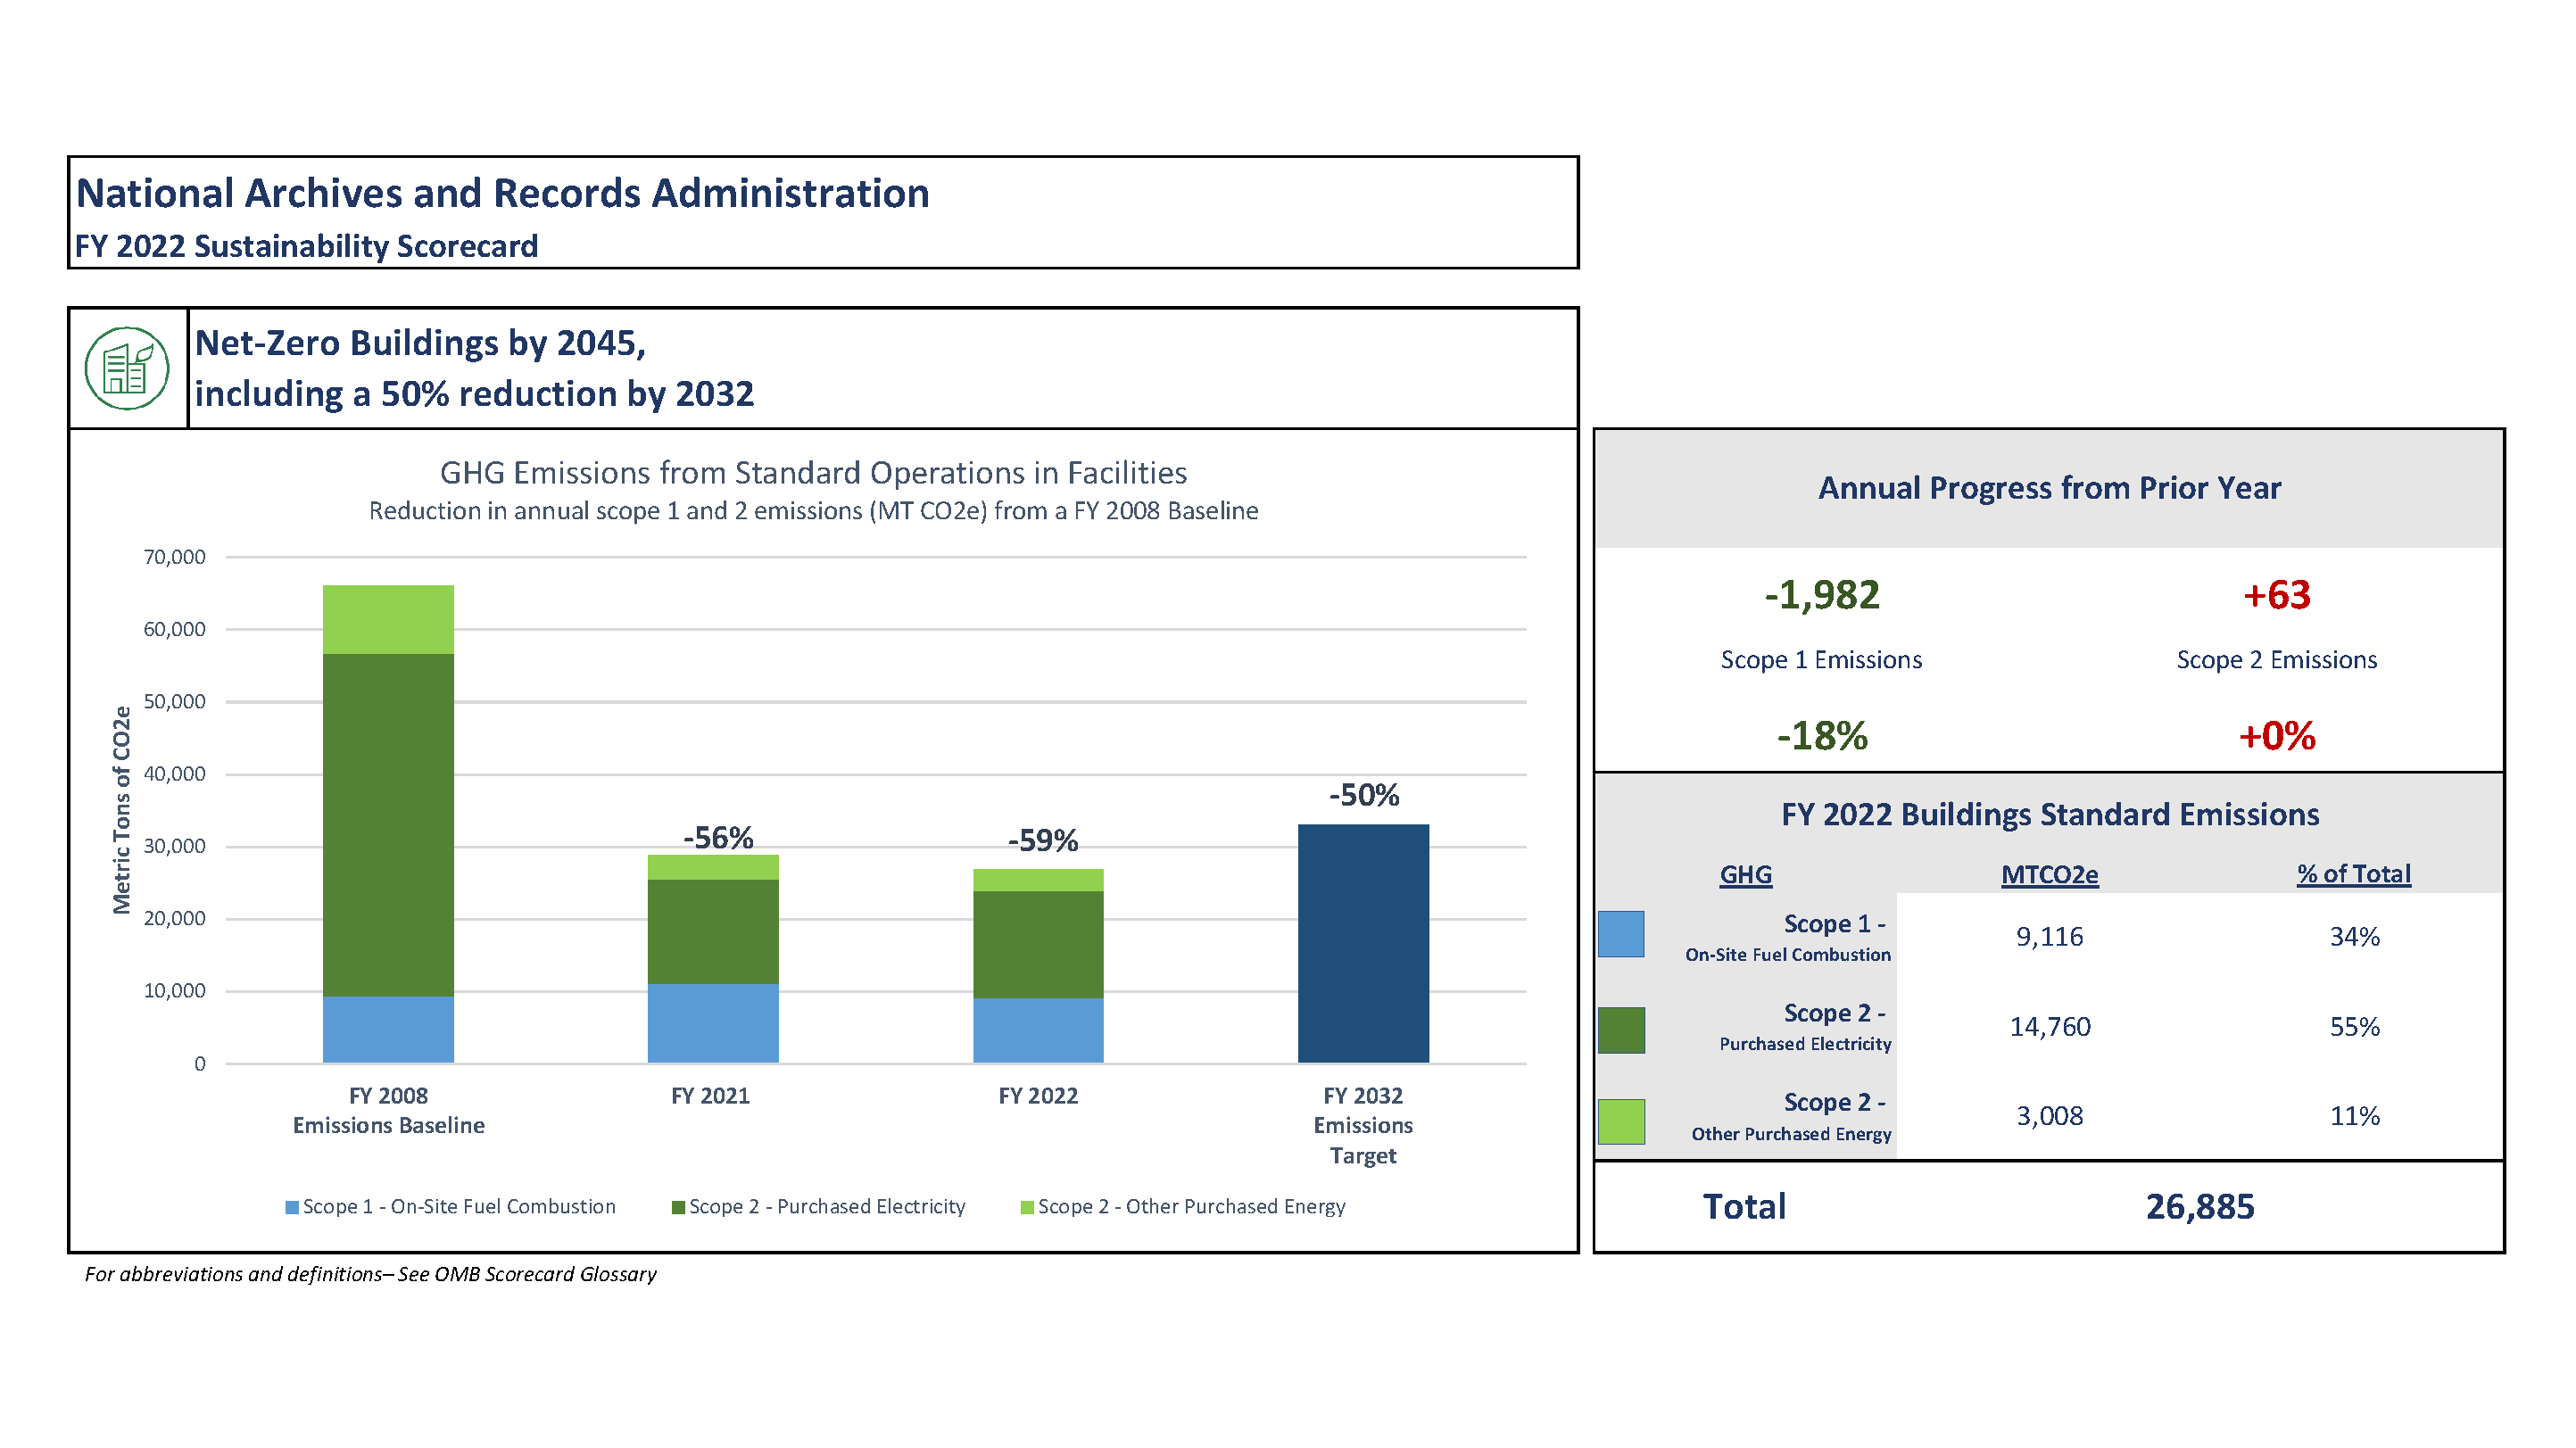 National Archives and Records Administration
FY 2022 Sustainability Scorecard
Net-Zero Buildings by 2045,
including a 50% reduction by 2032
GHG Emissions from Standard Operations in Facilities
Reduction in annual scope 1 and 2 emissions (MT CO2e) from a FY 2008 Baseline
Metric Tons of CO2e
70,000
60,000
50,000
40,000
30,000
20,000
10,000
0
-56%
-59%
-50%
FY 2008
Emissions Baseline
FY 2021
FY 2022
FY 2032
Emissions
Target
Scope 1 - On-Site Fuel Combustion
Scope 2 - Purchased Electricity
Scope 2 - Other Purchased Energy
For abbreviations and definitions– See OMB Scorecard Glossary
Annual Progress from Prior Year
-1,982 +63
Scope 1 Emissions Scope 2 Emissions
-18% +0%
FY 2022 Buildings Standard Emissions
GHG MTCO2e % of Total
Scope 1 -
On-Site Fuel Combustion
9,116 34%
Scope 2 -
Purchased Electricity
14,760 55%
Scope 2 -
Other Purchased Energy
3,008 11%
Total 26,885